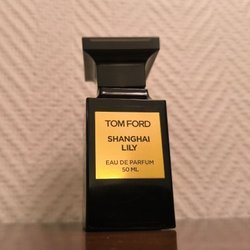 TOM FORD
SHANGHAI
LILY
EAU DE PARFUM
50 ML